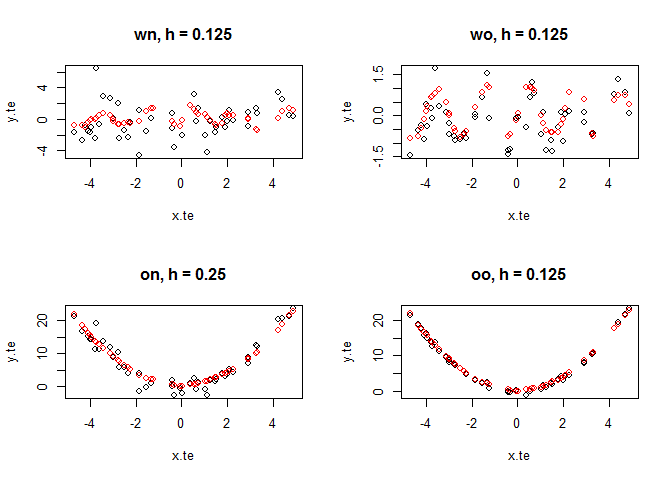 wn, h = 0.125
y.te
4
0
-4
-4 -2 0 2 4
x.te
wo, h = 0.125
y.te
1.5
0.0
-1.5
-4 -2 0 2 4
x.te
on, h = 0.25
y.te
20
10
0
-4 -2 0 2 4
x.te
oo, h = 0.125
y.te
20
10
0
-4 -2 0 2 4
x.te